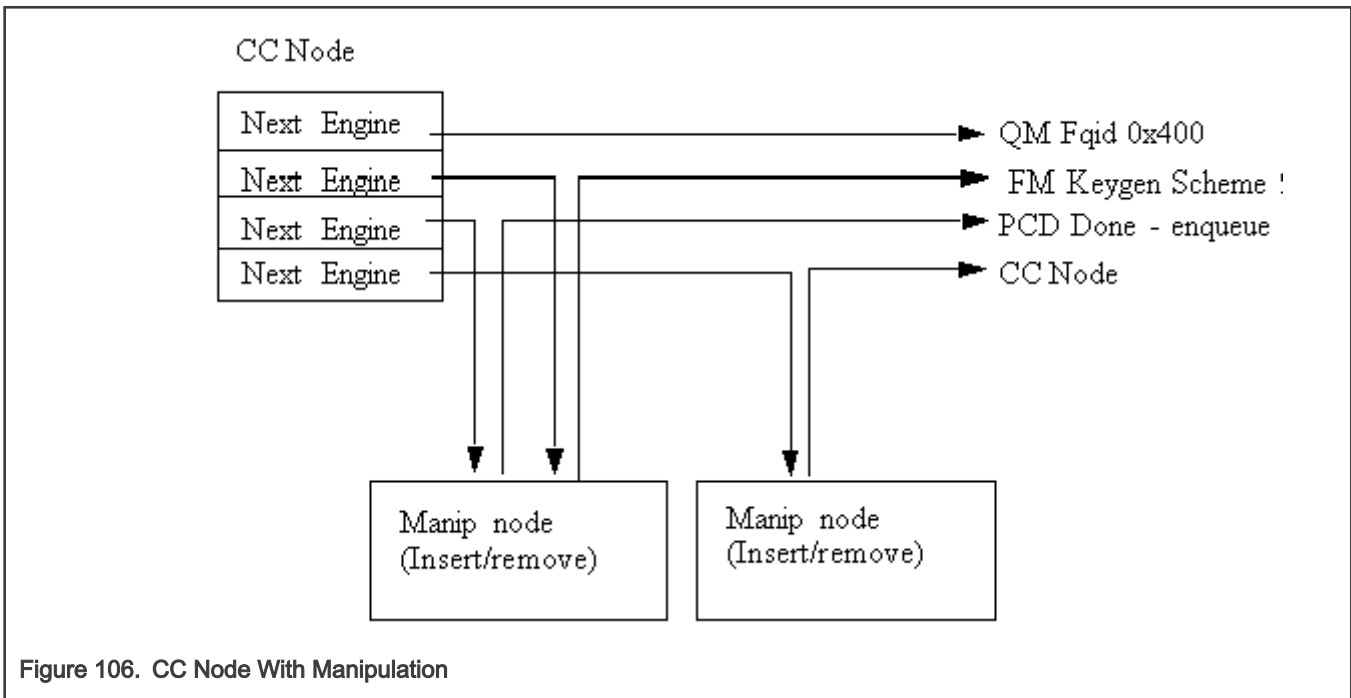 CC Node
Next Engine
Next Engine
Next Engine
Next Engine
QM Fqid 0x400
FM Keygen Scheme
PCD Done - enqueue
CC Node
Manip node
(Insert/remove)
Manip node
(Insert/remove)
Figure 106. CC Node With Manipulation